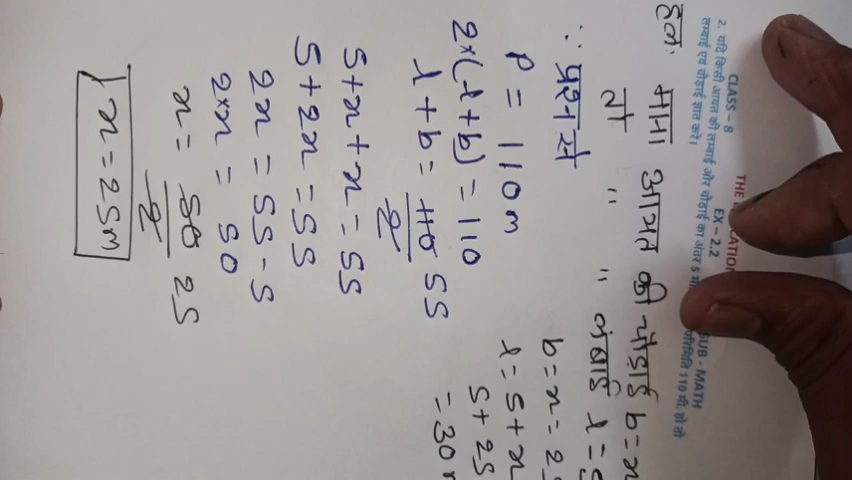 CLASS – 8
THE
EX – 2.2
SUB - MATH
2. यदि किसी आयत की लम्बाई और चौड़ाई का अंतर 5
परिमिति 110 मी. हो तो
लम्बाई एवं चौड़ाई ज्ञात करें।
हल: माना आयत की चौड़ाई b = x
तो " " लंबाई l =
∴ प्रश्न से
P = 110m
2×(l+b) = 110
l + b = 110/2 55
5 + x + x = 55
5 + 2x = 55
2x = 55 - 5
2×x = 50
x = 50/2 25
x = 25m
b = x =
l = 5 + x
5 + 25
= 30